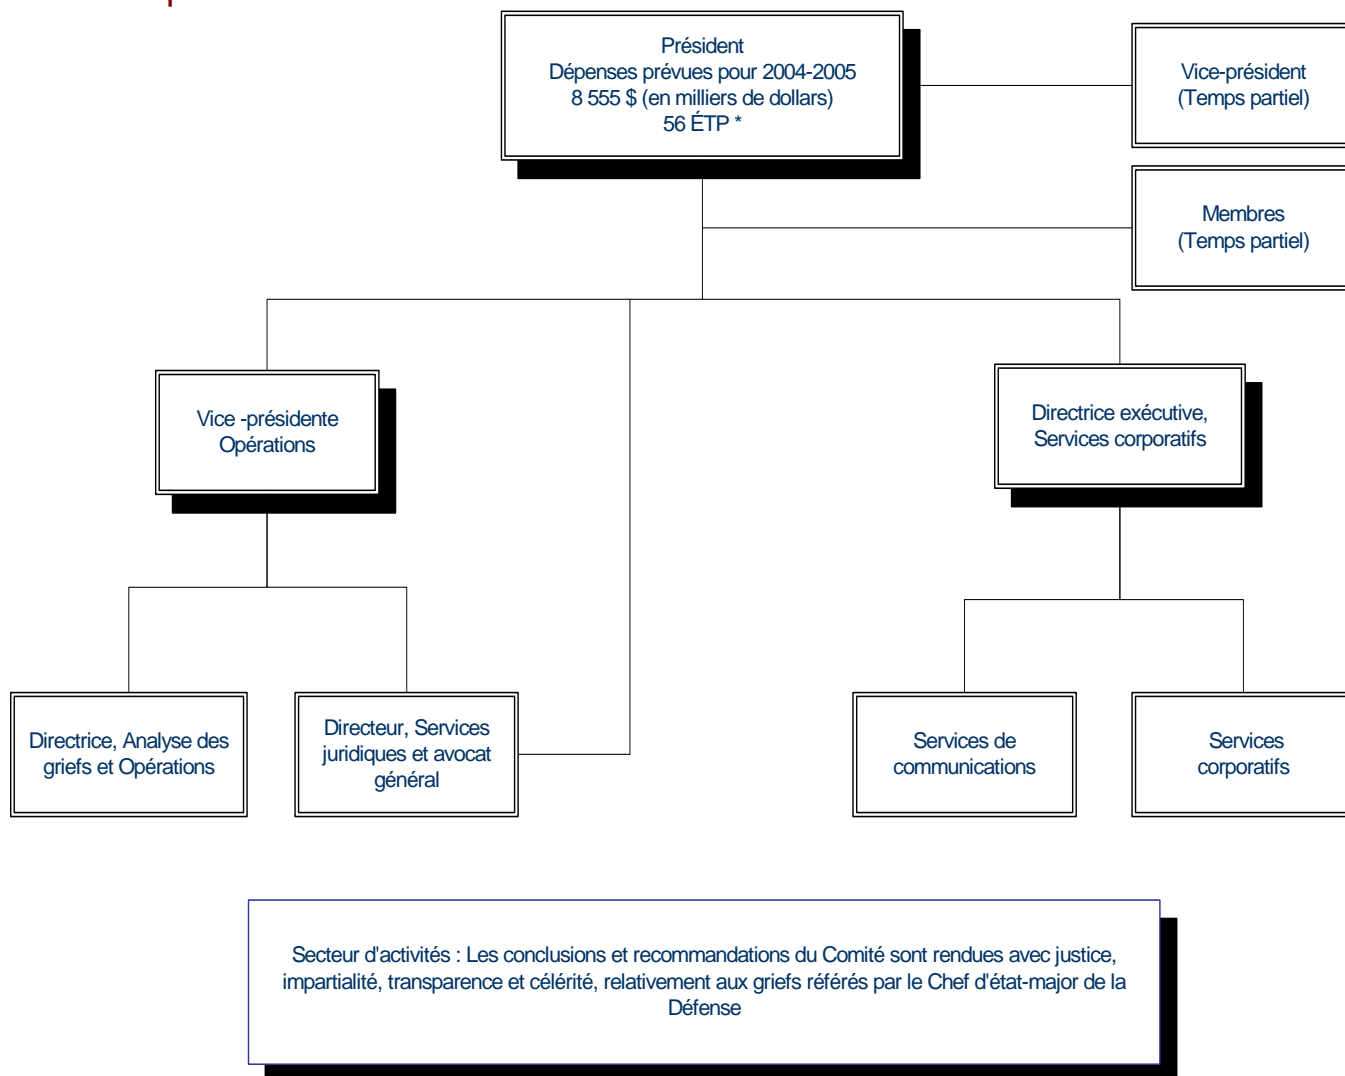 Président
Dépenses prévues pour 2004-2005
8 555 $ (en milliers de dollars)
56 ÉTP *
Vice-président
(Temps partiel)
Membres
(Temps partiel)
Vice -présidente
Opérations
Directrice exécutive,
Services corporatifs
Directrice, Analyse des
griefs et Opérations
Directeur, Services
juridiques et avocat
général
Services de
communications
Services
corporatifs
Secteur d'activités : Les conclusions et recommandations du Comité sont rendues avec justice,
impartialité, transparence et célérité, relativement aux griefs référés par le Chef d'état-major de la
Défense